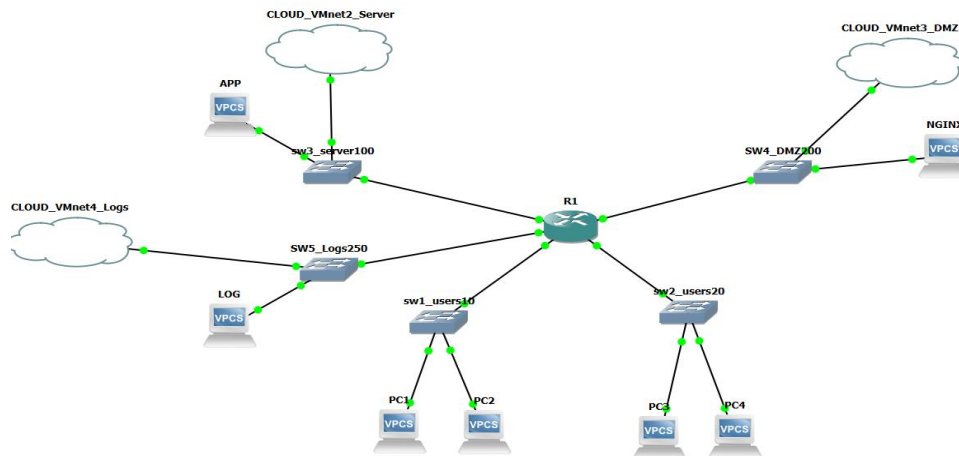 CLOUD_VMnet2_Server
CLOUD_VMnet3_DMZ
APP
VPCS
NGINX
VPCS
sw3_server100
SW4_DMZ200
R1
CLOUD_VMnet4_Logs
SW5_Logs250
LOG
VPCS
sw1_users10
sw2_users20
PC1
VPCS
PC2
VPCS
PC3
VPCS
PC4
VPCS